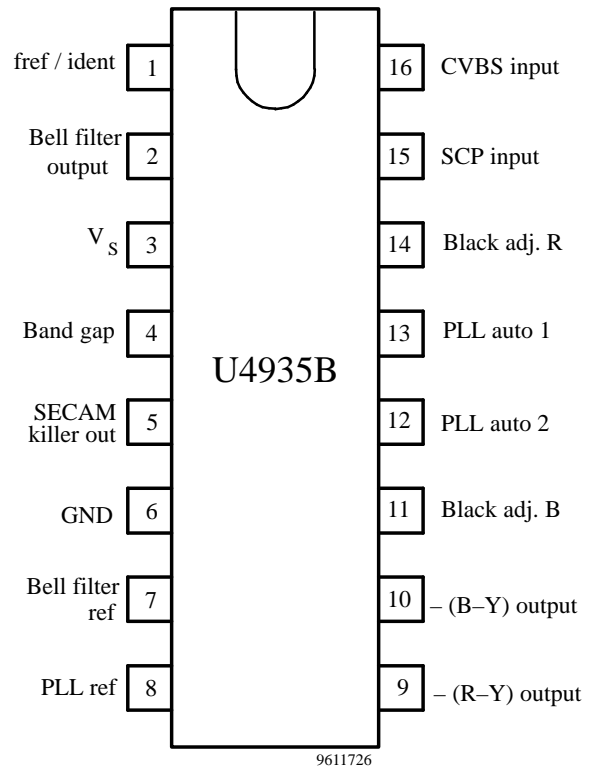 fref / ident 1
16 CVBS input
Bell filter
output 2
15 SCP input
VS 3
14 Black adj. R
Band gap 4
13 PLL auto 1
U4935B
SECAM
killer out 5
12 PLL auto 2
GND 6
11 Black adj. B
Bell filter
ref 7
10 – (B–Y) output
PLL ref 8
9 – (R–Y) output
9611726